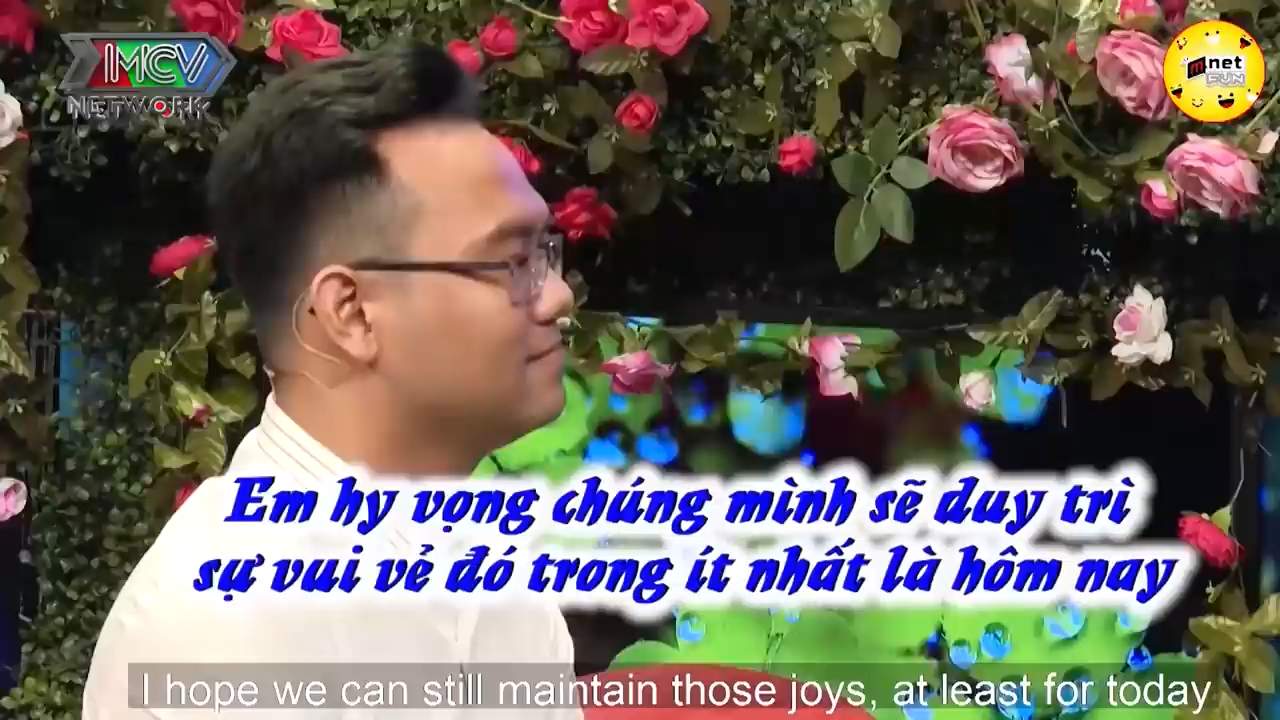 MCV
NETWORK
mnet
FUN
Em hy vọng chúng mình sẽ duy trì
sự vui vẻ đó trong ít nhất là hôm nay
I hope we can still maintain those joys, at least for today